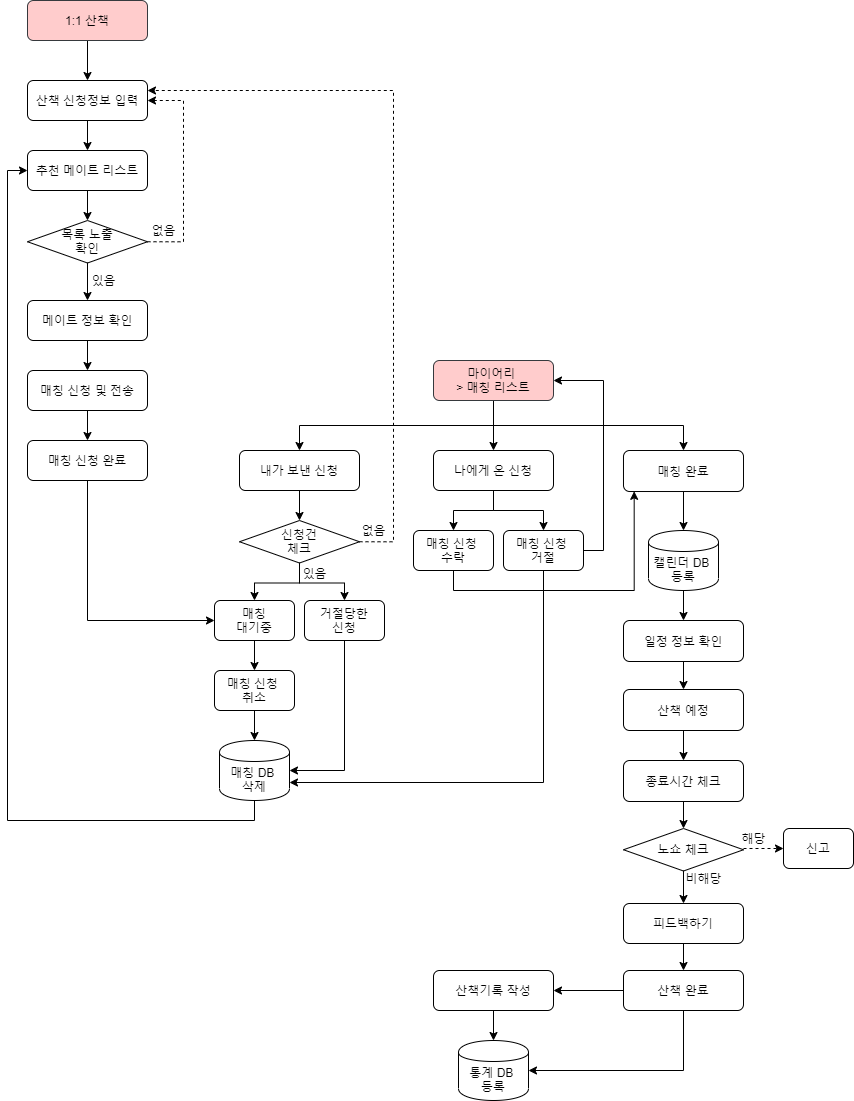 1:1 산책
산책 신청정보 입력
추천 메이트 리스트
목록 노출
확인
없음
있음
메이트 정보 확인
매칭 신청 및 전송
매칭 신청 완료
마이어리
> 매칭 리스트
내가 보낸 신청
나에게 온 신청
매칭 완료
신청건
체크
없음
있음
매칭 신청
수락
매칭 신청
거절
캘린더 DB
등록
매칭
대기중
거절당한
신청
일정 정보 확인
매칭 신청
취소
산책 예정
매칭 DB
삭제
종료시간 체크
노쇼 체크
해당
신고
비해당
피드백하기
산책기록 작성
산책 완료
통계 DB
등록